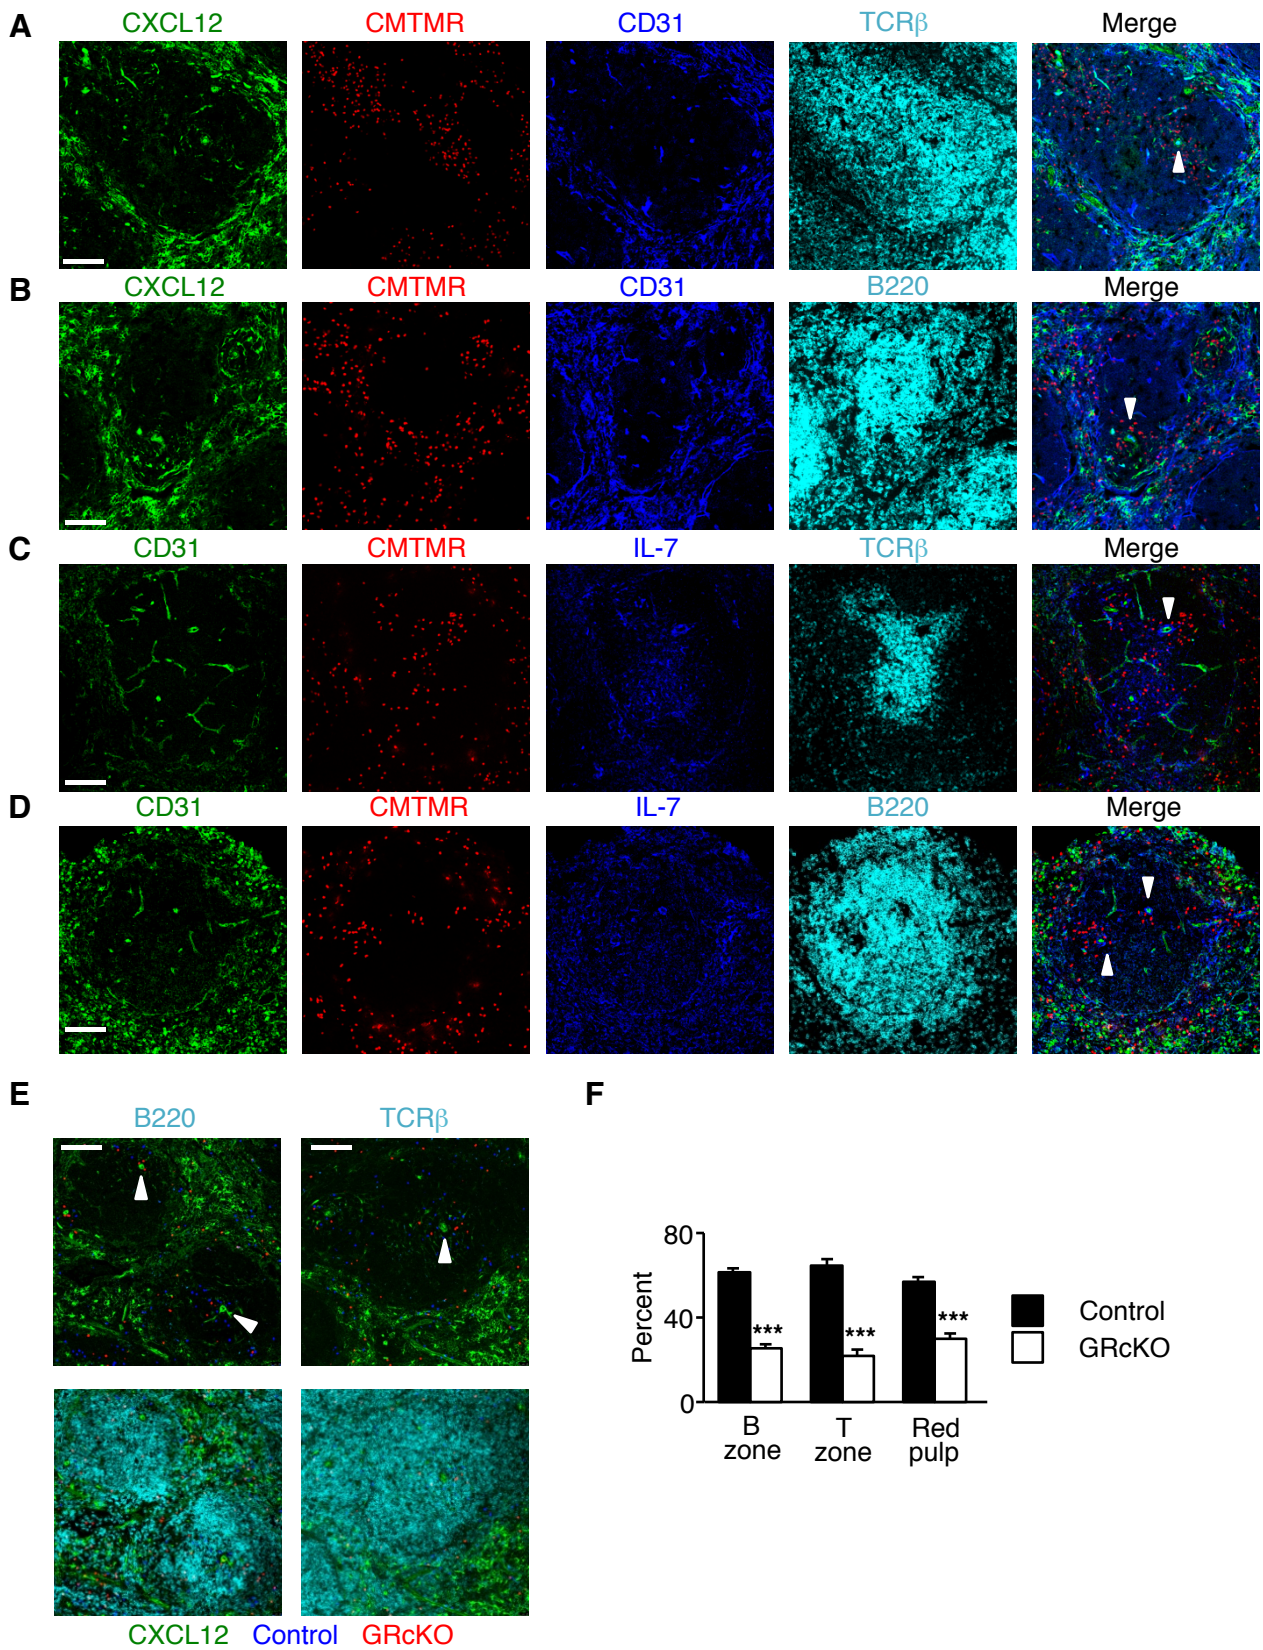 A
CXCL12 CMTMR CD31 TCRβ Merge
B
CXCL12 CMTMR CD31 B220 Merge
C
CD31 CMTMR IL-7 TCRβ Merge
D
CD31 CMTMR IL-7 B220 Merge
E
B220 TCRβ
CXCL12 Control GRcKO
F
Percent
80
40
0
***
***
***
B zone
T zone
Red pulp
Control
GRcKO